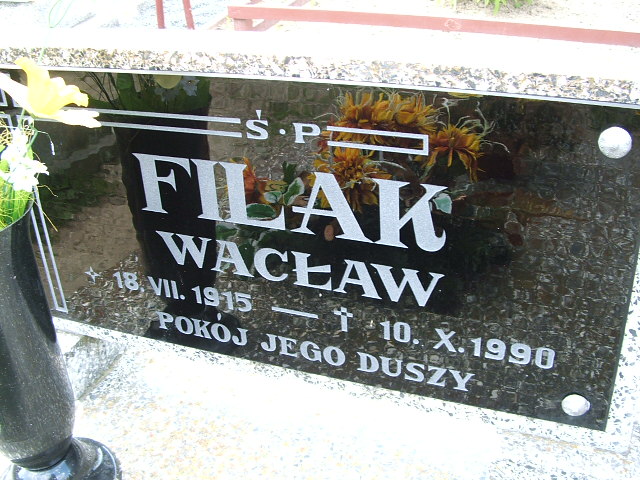 Ś.P
FILAK
WACŁAW
18.VII.1915 — † 10.X.1990
POKÓJ JEGO DUSZY